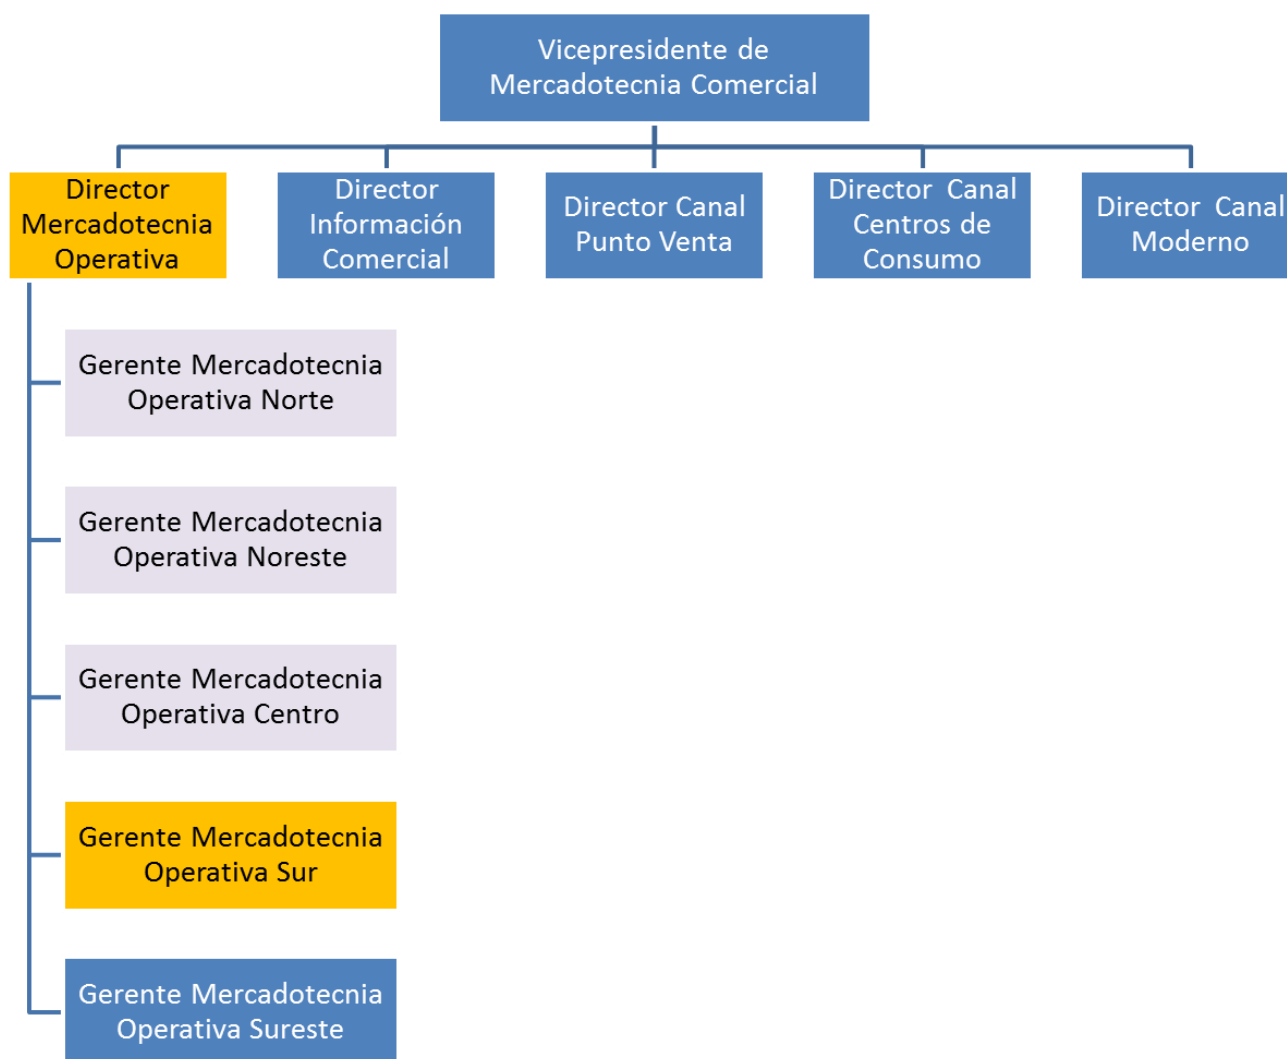 Vicepresidente de
Mercadotecnia Comercial
Director
Mercadotecnia
Operativa
Director
Información
Comercial
Director Canal
Punto Venta
Director Canal
Centros de
Consumo
Director Canal
Moderno
Gerente Mercadotecnia
Operativa Norte
Gerente Mercadotecnia
Operativa Noreste
Gerente Mercadotecnia
Operativa Centro
Gerente Mercadotecnia
Operativa Sur
Gerente Mercadotecnia
Operativa Sureste